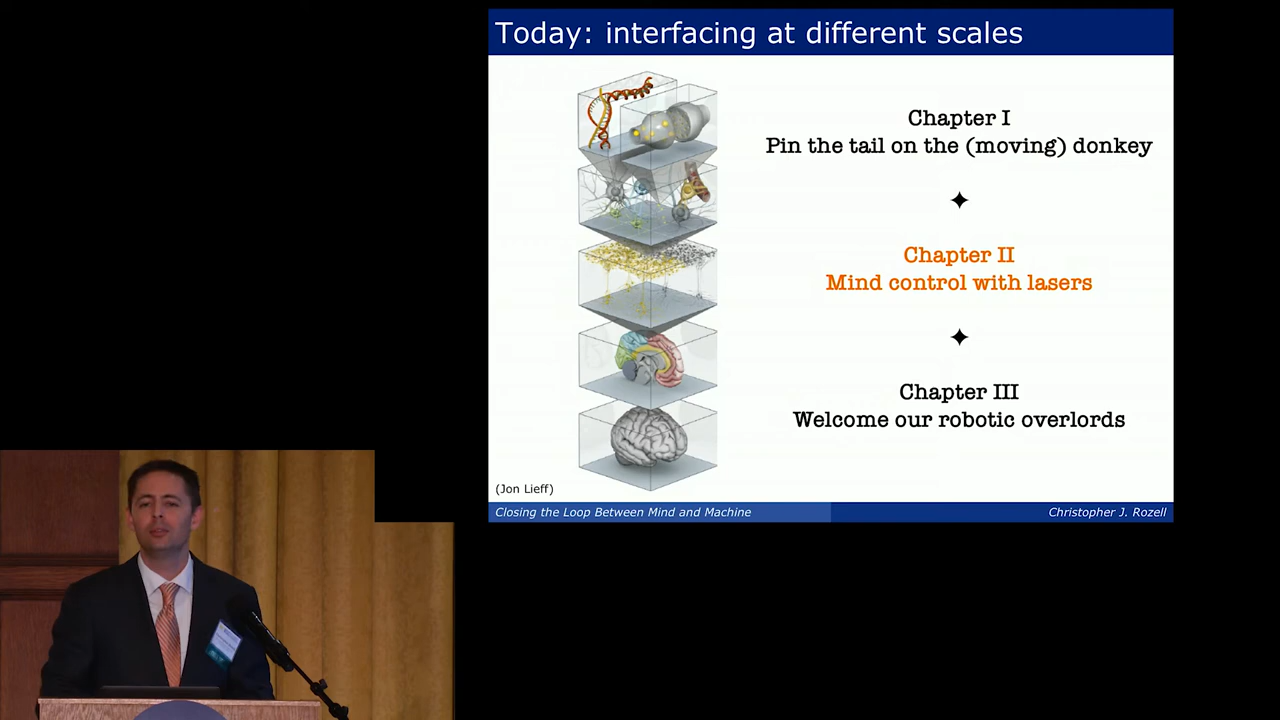 Today: interfacing at different scales
Chapter I
Pin the tail on the (moving) donkey
Chapter II
Mind control with lasers
Chapter III
Welcome our robotic overlords
(Jon Lieff)
Closing the Loop Between Mind and Machine
Christopher J. Rozell